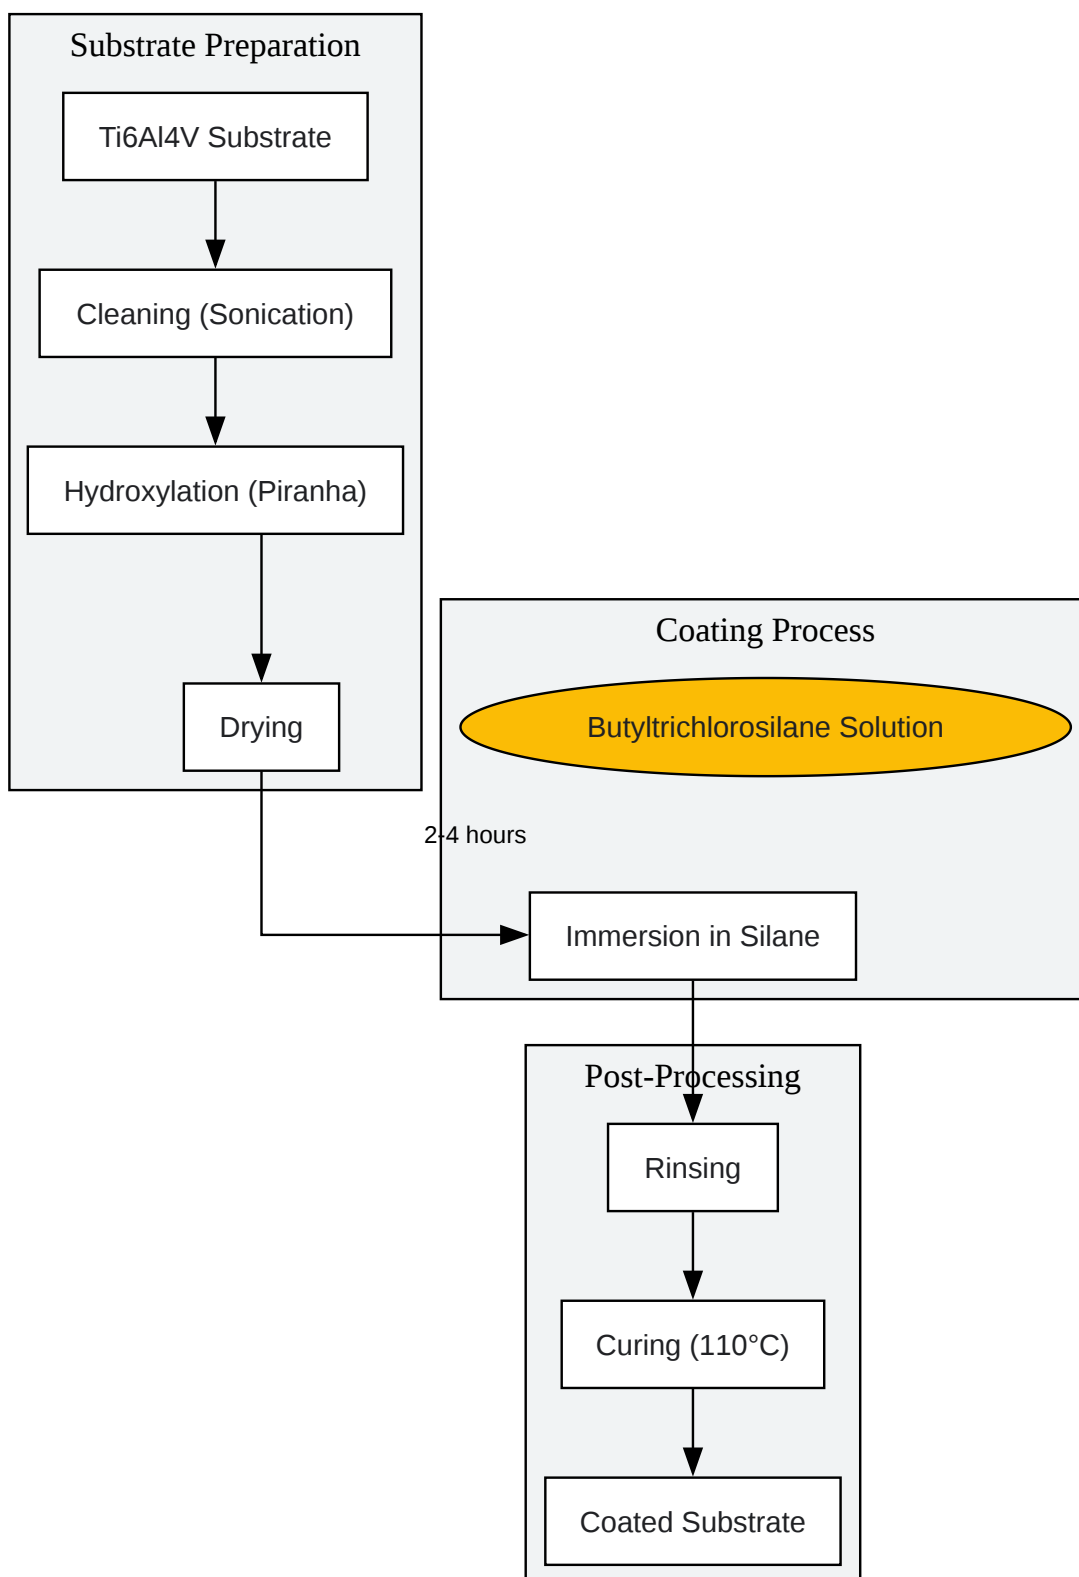 Substrate Preparation
Ti6Al4V Substrate
Cleaning (Sonication)
Hydroxylation (Piranha)
Drying
Coating Process
Butyltrichlorosilane Solution
2-4 hours
Immersion in Silane
Post-Processing
Rinsing
Curing (110°C)
Coated Substrate